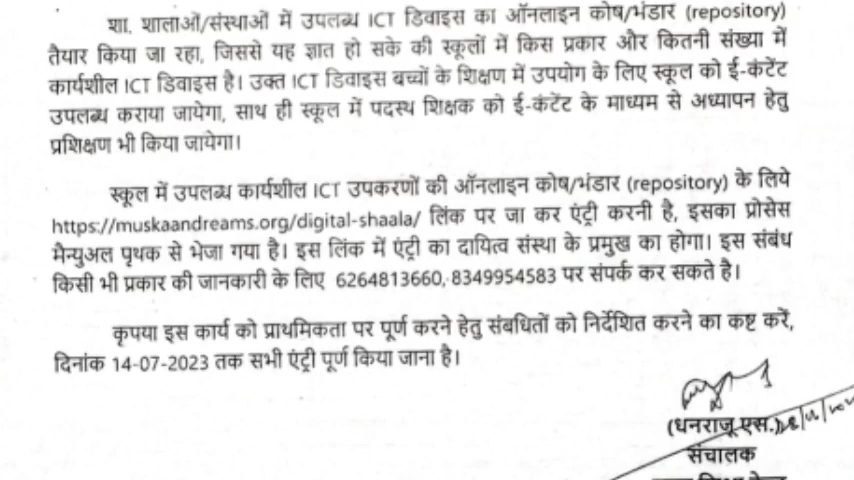 शा. शालाओं/संस्थाओं में उपलब्ध ICT डिवाइस का ऑनलाइन कोष/भंडार (repository)
तैयार किया जा रहा, जिससे यह ज्ञात हो सके की स्कूलों में किस प्रकार और कितनी संख्या में
कार्यशील ICT डिवाइस है। उक्त ICT डिवाइस बच्चों के शिक्षण में उपयोग के लिए स्कूल को ई-कंटेंट
उपलब्ध कराया जायेगा, साथ ही स्कूल में पदस्थ शिक्षक को ई-कंटेंट के माध्यम से अध्यापन हेतु
प्रशिक्षण भी किया जायेगा।
स्कूल में उपलब्ध कार्यशील ICT उपकरणों की ऑनलाइन कोष/भंडार (repository) के लिये
https://muskaandreams.org/digital-shaala/ लिंक पर जा कर एंट्री करनी है, इसका प्रोसेस
मैन्युअल पृथक से भेजा गया है। इस लिंक में एंट्री का दायित्व संस्था के प्रमुख का होगा। इस संबंध
किसी भी प्रकार की जानकारी के लिए 6264813660, 8349954583 पर संपर्क कर सकते है।
कृपया इस कार्य को प्राथमिकता पर पूर्ण करने हेतु संबधितों को निर्देशित करने का कष्ट करें,
दिनांक 14-07-2023 तक सभी एंट्री पूर्ण किया जाना है।
(धनराजू एस.)
संचालक